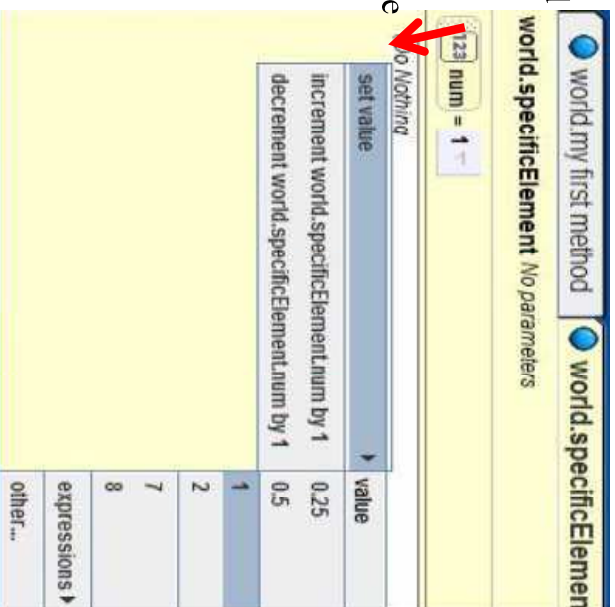 world.my first method
world.specificElemen
world.specificElement No parameters
123 num = 1
o Nothing
set value
increment world.specificElement.num by 1
decrement world.specificElement.num by 1
value
0.25
0.5
1
2
7
8
expressions
other...
e